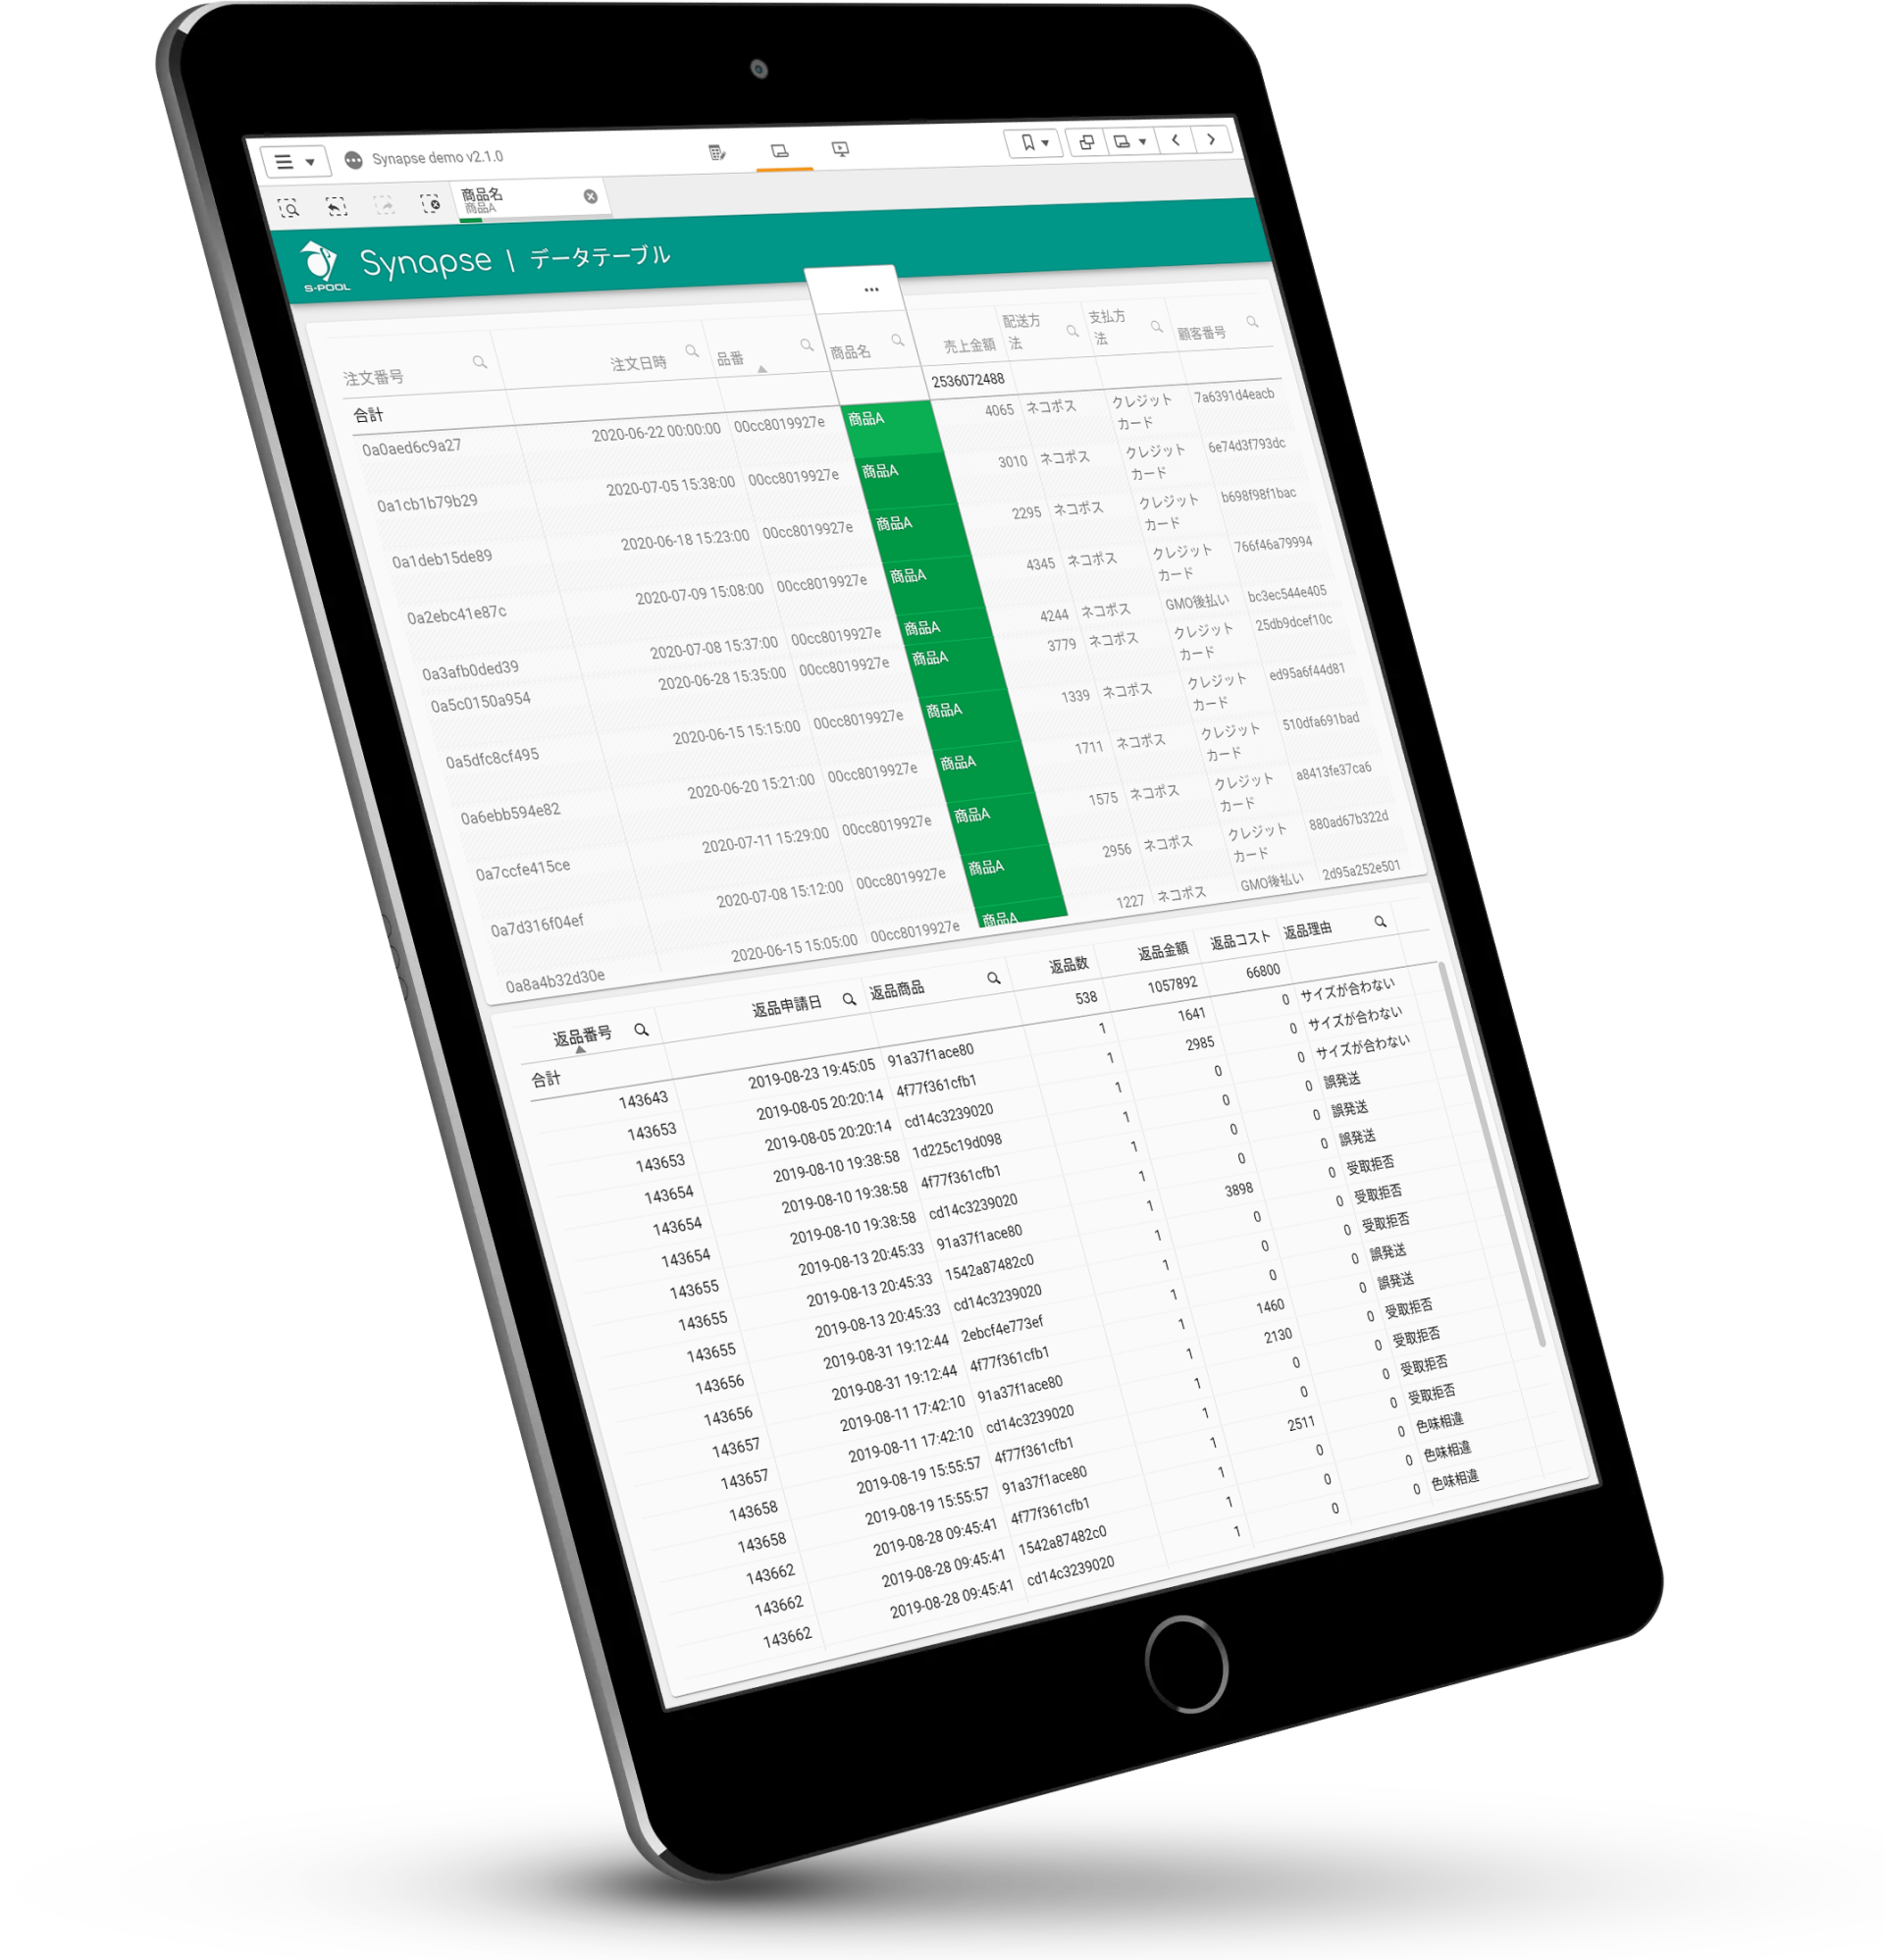 Synapse demo v2.1.0
商品名
商品A
S-POOL
Synapse | データテーブル
注文番号 注文日時 品番 商品名 売上金額 配送方法 支払方法 顧客番号
合計 2536072488
0a0aed6c9a27 2020-06-22 00:00:00 00cc8019927e 商品A 4065 ネコポス クレジットカード 7a6391d4eacb
0a1cb1b79b29 2020-07-05 15:38:00 00cc8019927e 商品A 3010 ネコポス クレジットカード 6e74d3f793dc
0a1deb15de89 2020-06-18 15:23:00 00cc8019927e 商品A 2295 ネコポス クレジットカード b698f98f1bac
0a2ebc41e87c 2020-07-09 15:08:00 00cc8019927e 商品A 4345 ネコポス クレジットカード 766f46a79994
0a3afb0ded39 2020-07-08 15:37:00 00cc8019927e 商品A 4244 ネコポス GMO後払い bc3ec544e405
0a5c0150a954 2020-06-28 15:35:00 00cc8019927e 商品A 3779 ネコポス クレジットカード 25db9dcef10c
0a5dfc8cf495 2020-06-15 15:15:00 00cc8019927e 商品A 1339 ネコポス クレジットカード ed95a6f44d81
0a6ebb594e82 2020-06-20 15:21:00 00cc8019927e 商品A 1711 ネコポス クレジットカード 510dfa691bad
0a7ccfe415ce 2020-07-11 15:29:00 00cc8019927e 商品A 1575 ネコポス クレジットカード a8413fe37ca6
0a7d316f04ef 2020-07-08 15:12:00 00cc8019927e 商品A 2956 ネコポス クレジットカード 880ad67b322d
0a8a4b32d30e 2020-06-15 15:05:00 00cc8019927e 商品A 1227 ネコポス GMO後払い 2d95a252e501
返品番号 返品申請日 返品商品 返品数 返品金額 返品コスト 返品理由
合計 538 1057892 66800
143643 2019-08-23 19:45:05 91a37f1ace80 1 1641 0 サイズが合わない
143653 2019-08-05 20:20:14 4f77f361cfb1 1 2985 0 サイズが合わない
143653 2019-08-05 20:20:14 cd14c3239020 1 0 0 サイズが合わない
143654 2019-08-10 19:38:58 1d225c19d098 1 0 0 誤発送
143654 2019-08-10 19:38:58 4f77f361cfb1 1 0 0 誤発送
143654 2019-08-10 19:38:58 cd14c3239020 1 0 0 誤発送
143655 2019-08-13 20:45:33 91a37f1ace80 1 3898 0 受取拒否
143655 2019-08-13 20:45:33 1542a87482c0 1 0 0 受取拒否
143655 2019-08-13 20:45:33 cd14c3239020 1 0 0 受取拒否
143656 2019-08-31 19:12:44 2ebcf4e773ef 1 0 0 誤発送
143656 2019-08-31 19:12:44 4f77f361cfb1 1 1460 0 誤発送
143657 2019-08-11 17:42:10 91a37f1ace80 1 2130 0 受取拒否
143657 2019-08-11 17:42:10 cd14c3239020 1 0 0 受取拒否
143658 2019-08-19 15:55:57 4f77f361cfb1 1 0 0 受取拒否
143658 2019-08-19 15:55:57 91a37f1ace80 1 2511 0 受取拒否
143662 2019-08-28 09:45:41 4f77f361cfb1 1 0 0 色味相違
143662 2019-08-28 09:45:41 1542a87482c0 1 0 0 色味相違
143662 2019-08-28 09:45:41 cd14c3239020 1 0 0 色味相違